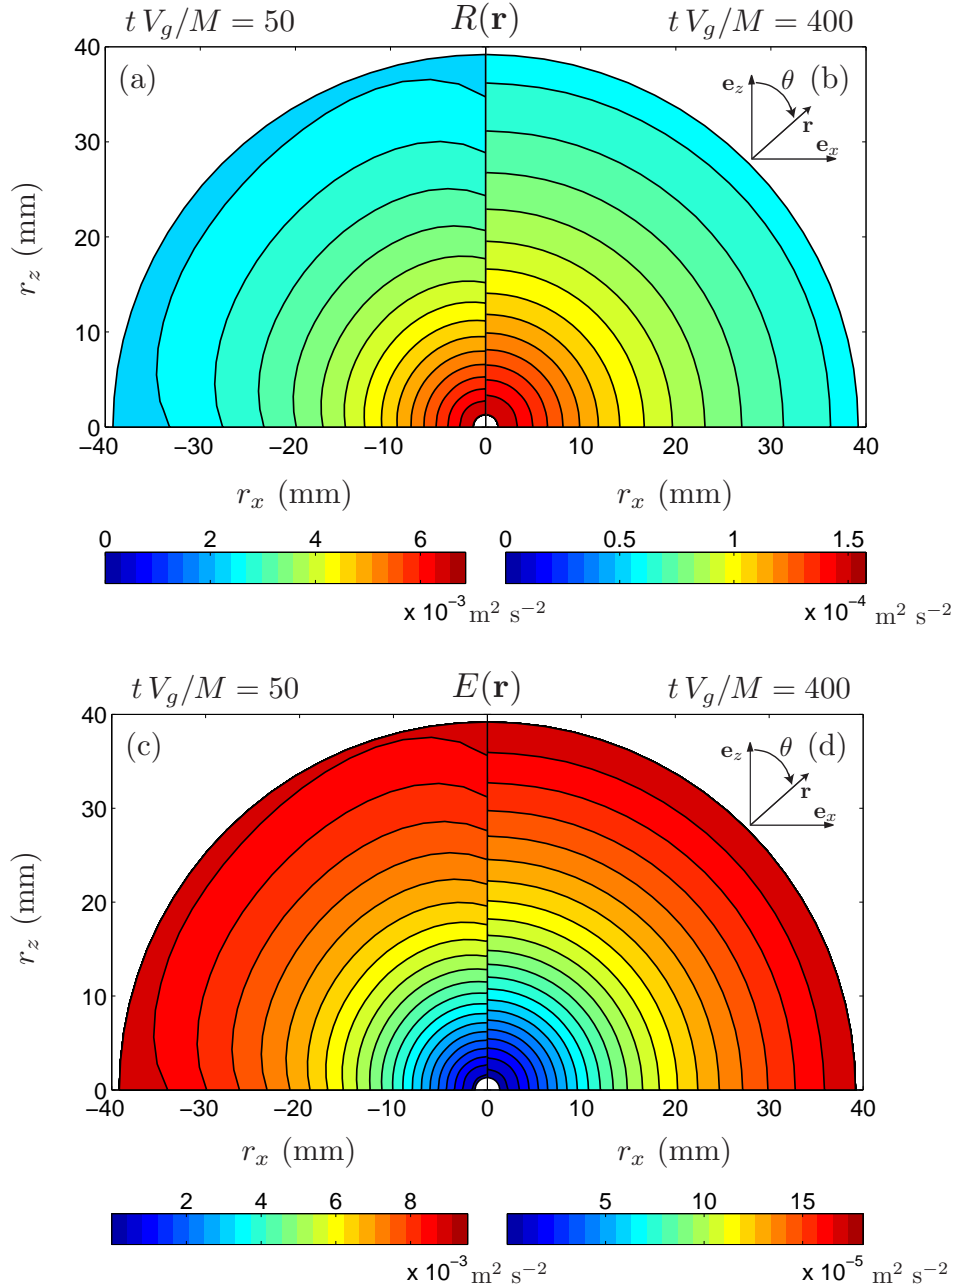 t V_g/M = 50 R(r) t V_g/M = 400
(a) (b)
e_z θ r e_x
r_z (mm)
40
30
20
10
0
−40 −30 −20 −10 0 10 20 30 40
r_x (mm) r_x (mm)
0 2 4 6 0 0.5 1 1.5
x 10⁻³ m² s⁻² x 10⁻⁴ m² s⁻²
t V_g/M = 50 E(r) t V_g/M = 400
(c) (d)
e_z θ r e_x
r_z (mm)
40
30
20
10
0
−40 −30 −20 −10 0 10 20 30 40
r_x (mm) r_x (mm)
2 4 6 8 5 10 15
x 10⁻³ m² s⁻² x 10⁻⁵ m² s⁻²